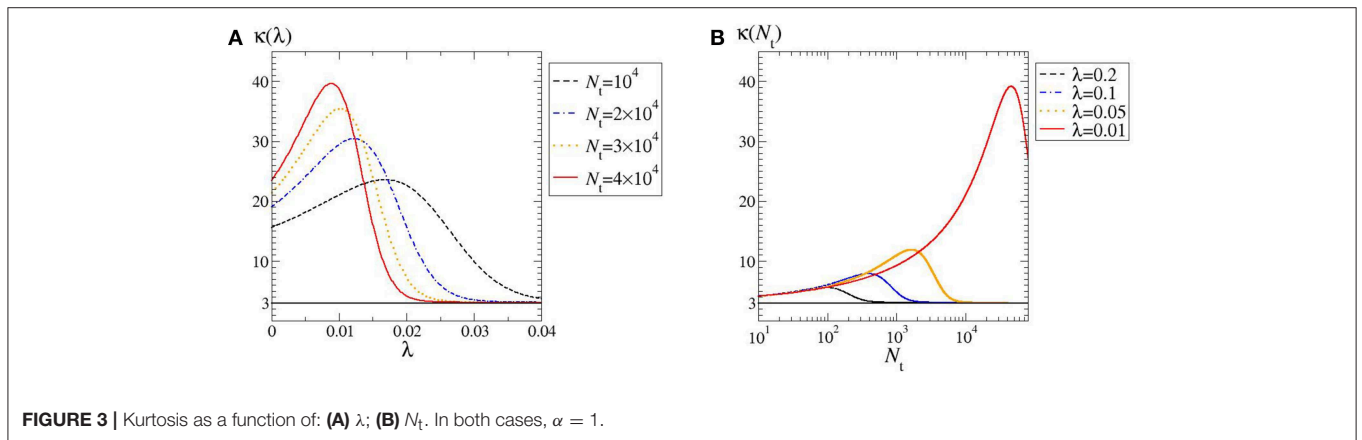 A κ(λ)
40
30
20
10
3
0 0.01 0.02 0.03 0.04
λ
N_t=10^4
N_t=2×10^4
N_t=3×10^4
N_t=4×10^4
B κ(N_t)
40
30
20
10
3
10^1 10^2 10^3 10^4
N_t
λ=0.2
λ=0.1
λ=0.05
λ=0.01
FIGURE 3 | Kurtosis as a function of: (A) λ; (B) N_t. In both cases, α = 1.